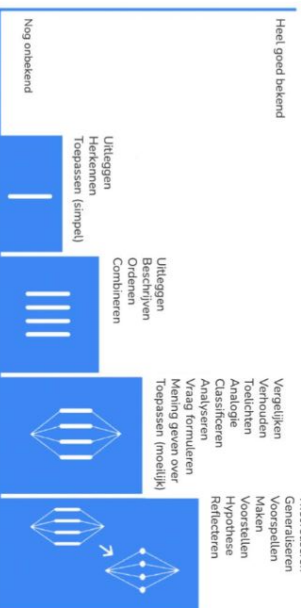 Heel goed bekend
Nog onbekend
Uitleggen
Herkennen
Toepassen (simpel)
Uitleggen
Beschrijven
Ordenen
Combineren
Vergelijken
Verhouden
Toelichten
Analogie
Classificeren
Analyseren
Vraag formuleren
Mening geven over
Toepassen (moeilijk)
Generaliseren
Voorspellen
Maken
Voorstellen
Hypothese
Reflecteren